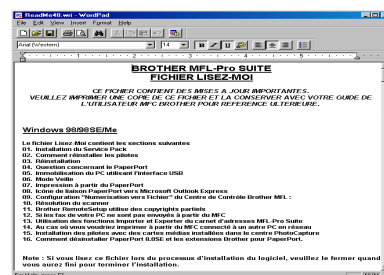 ReadMe48.wri - WordPad
File Edit View Insert Format Help
Arial (Western) 14
BROTHER MFL-Pro SUITE
FICHIER LISEZ-MOI
CE FICHIER CONTIENT DES MISES A JOUR IMPORTANTES.
VEUILLEZ IMPRIMER UNE COPIE DE CE FICHIER ET LA CONSERVER AVEC VOTRE GUIDE DE
L'UTILISATEUR MFC BROTHER POUR REFERENCE ULTERIEURE.
Windows 98/98SE/Me
Le fichier Lisez-Moi contient les sections suivantes
01. Installation du Service Pack
02. Comment réinstaller les pilotes
03. Réinstallation
04. Question concernant le PaperPort
05. Immobilisation du PC utilisant l'interface USB
06. Mode Veille
07. Impression à partir du PaperPort
08. Icône de liaison PaperPort vers Microsoft Outlook Express
09. Configuration "Numérisation vers Fichier" du Centre de Contrôle Brother MFL :
10. Résolution du scanner
11. Brother RemoteSetup utilise des copyrights partiels
12. Si les fax de votre PC ne sont pas envoyés à partir du MFC
13. Utilisation des fonctions Importer et Exporter du carnet d'adresses MFL-Pro Suite
14. Au cas où vous voudriez imprimer à partir du MFC connecté à un autre PC en réseau
15. Installation des pilotes avec cartes médias installées dans le centre PhotoCapture
16. Comment désinstaller PaperPort 8.0SE et les extensions Brother pour PaperPort.
Note : Si vous lisez ce fichier lors du processus d'installation du logiciel, veuillez le fermer quand
vous aurez fini pour terminer l'installation.